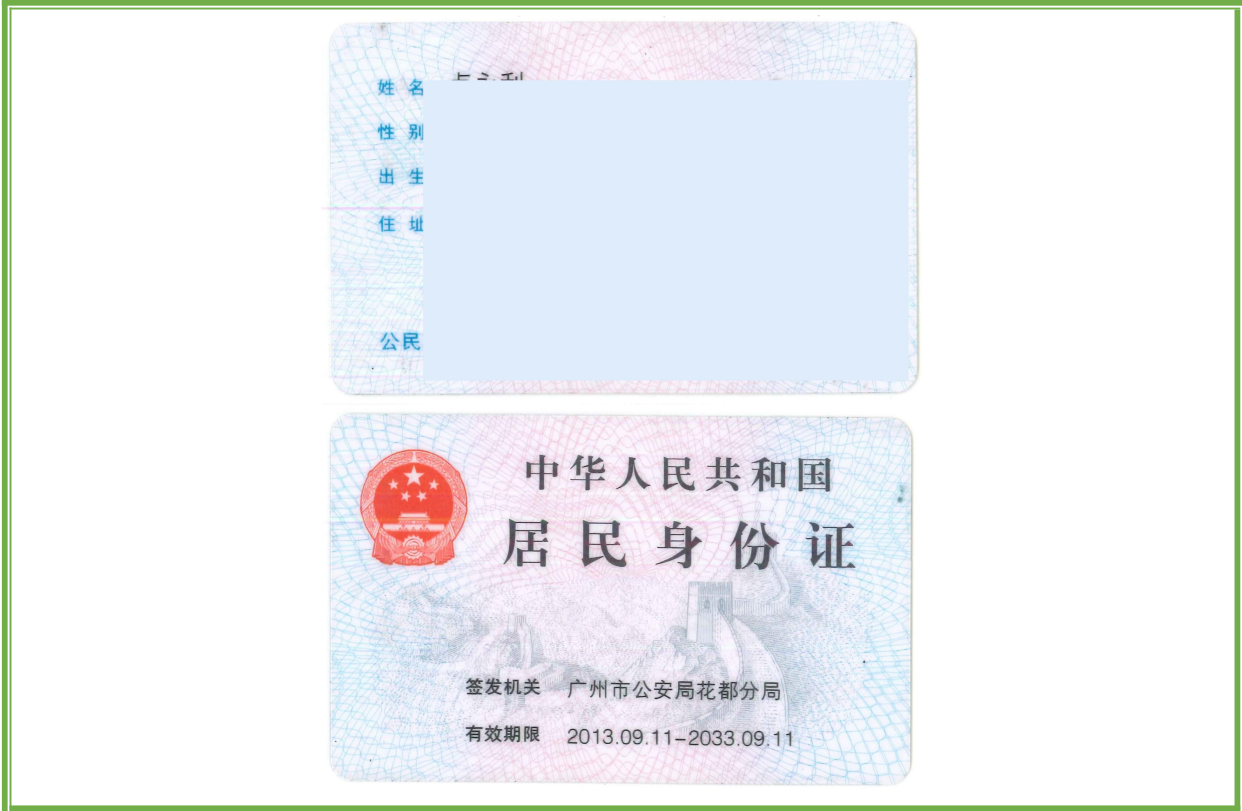 姓 名
性 别
出 生
住 址
公民
中华人民共和国
居民身份证
签发机关 广州市公安局花都分局
有效期限 2013.09.11-2033.09.11